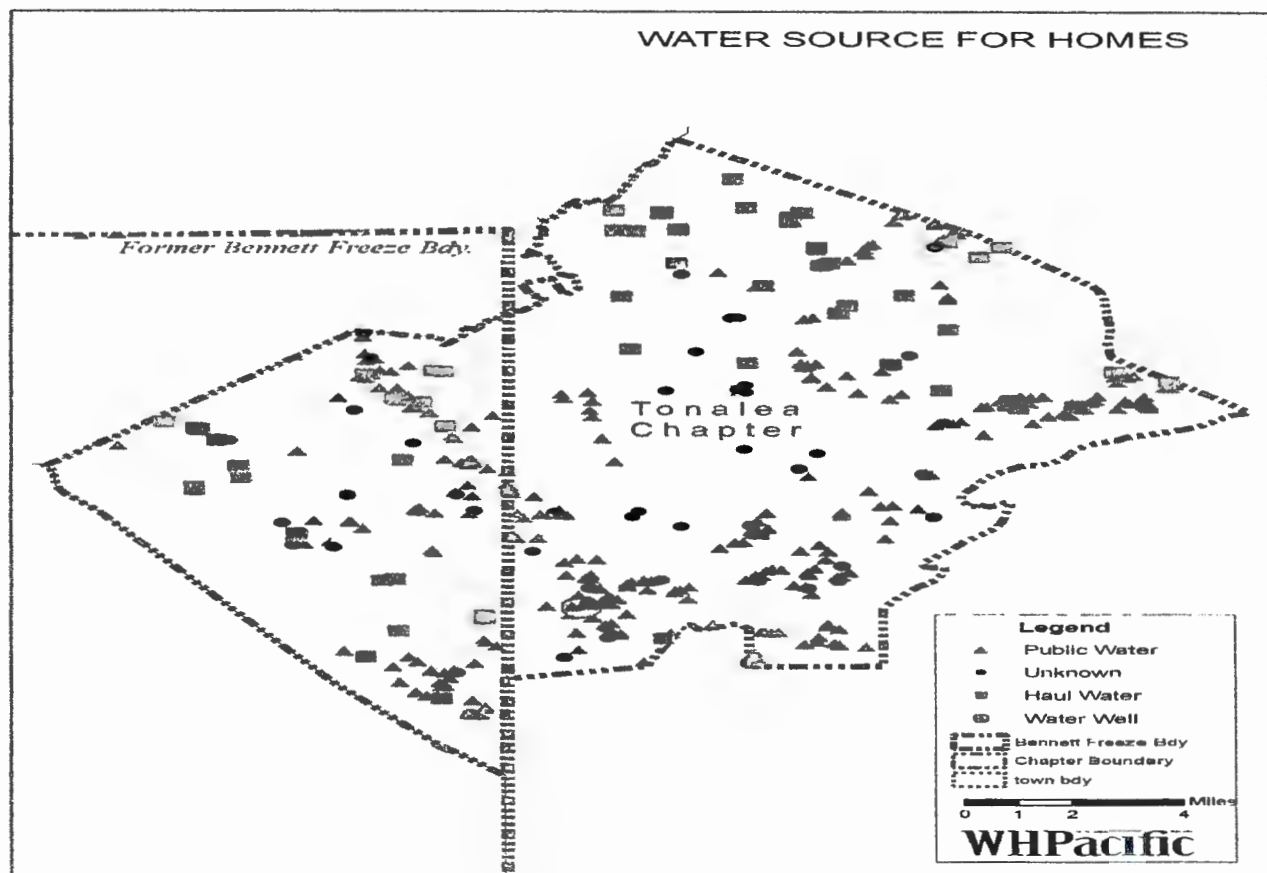 WATER SOURCE FOR HOMES
Former Bennett Freeze Bdy.
Tonalea
Chapter
Legend
Public Water
Unknown
Haul Water
Water Well
Bennett Freeze Bdy
Chapter Boundary
town bdy
Miles
0 1 2 4
WHPacific